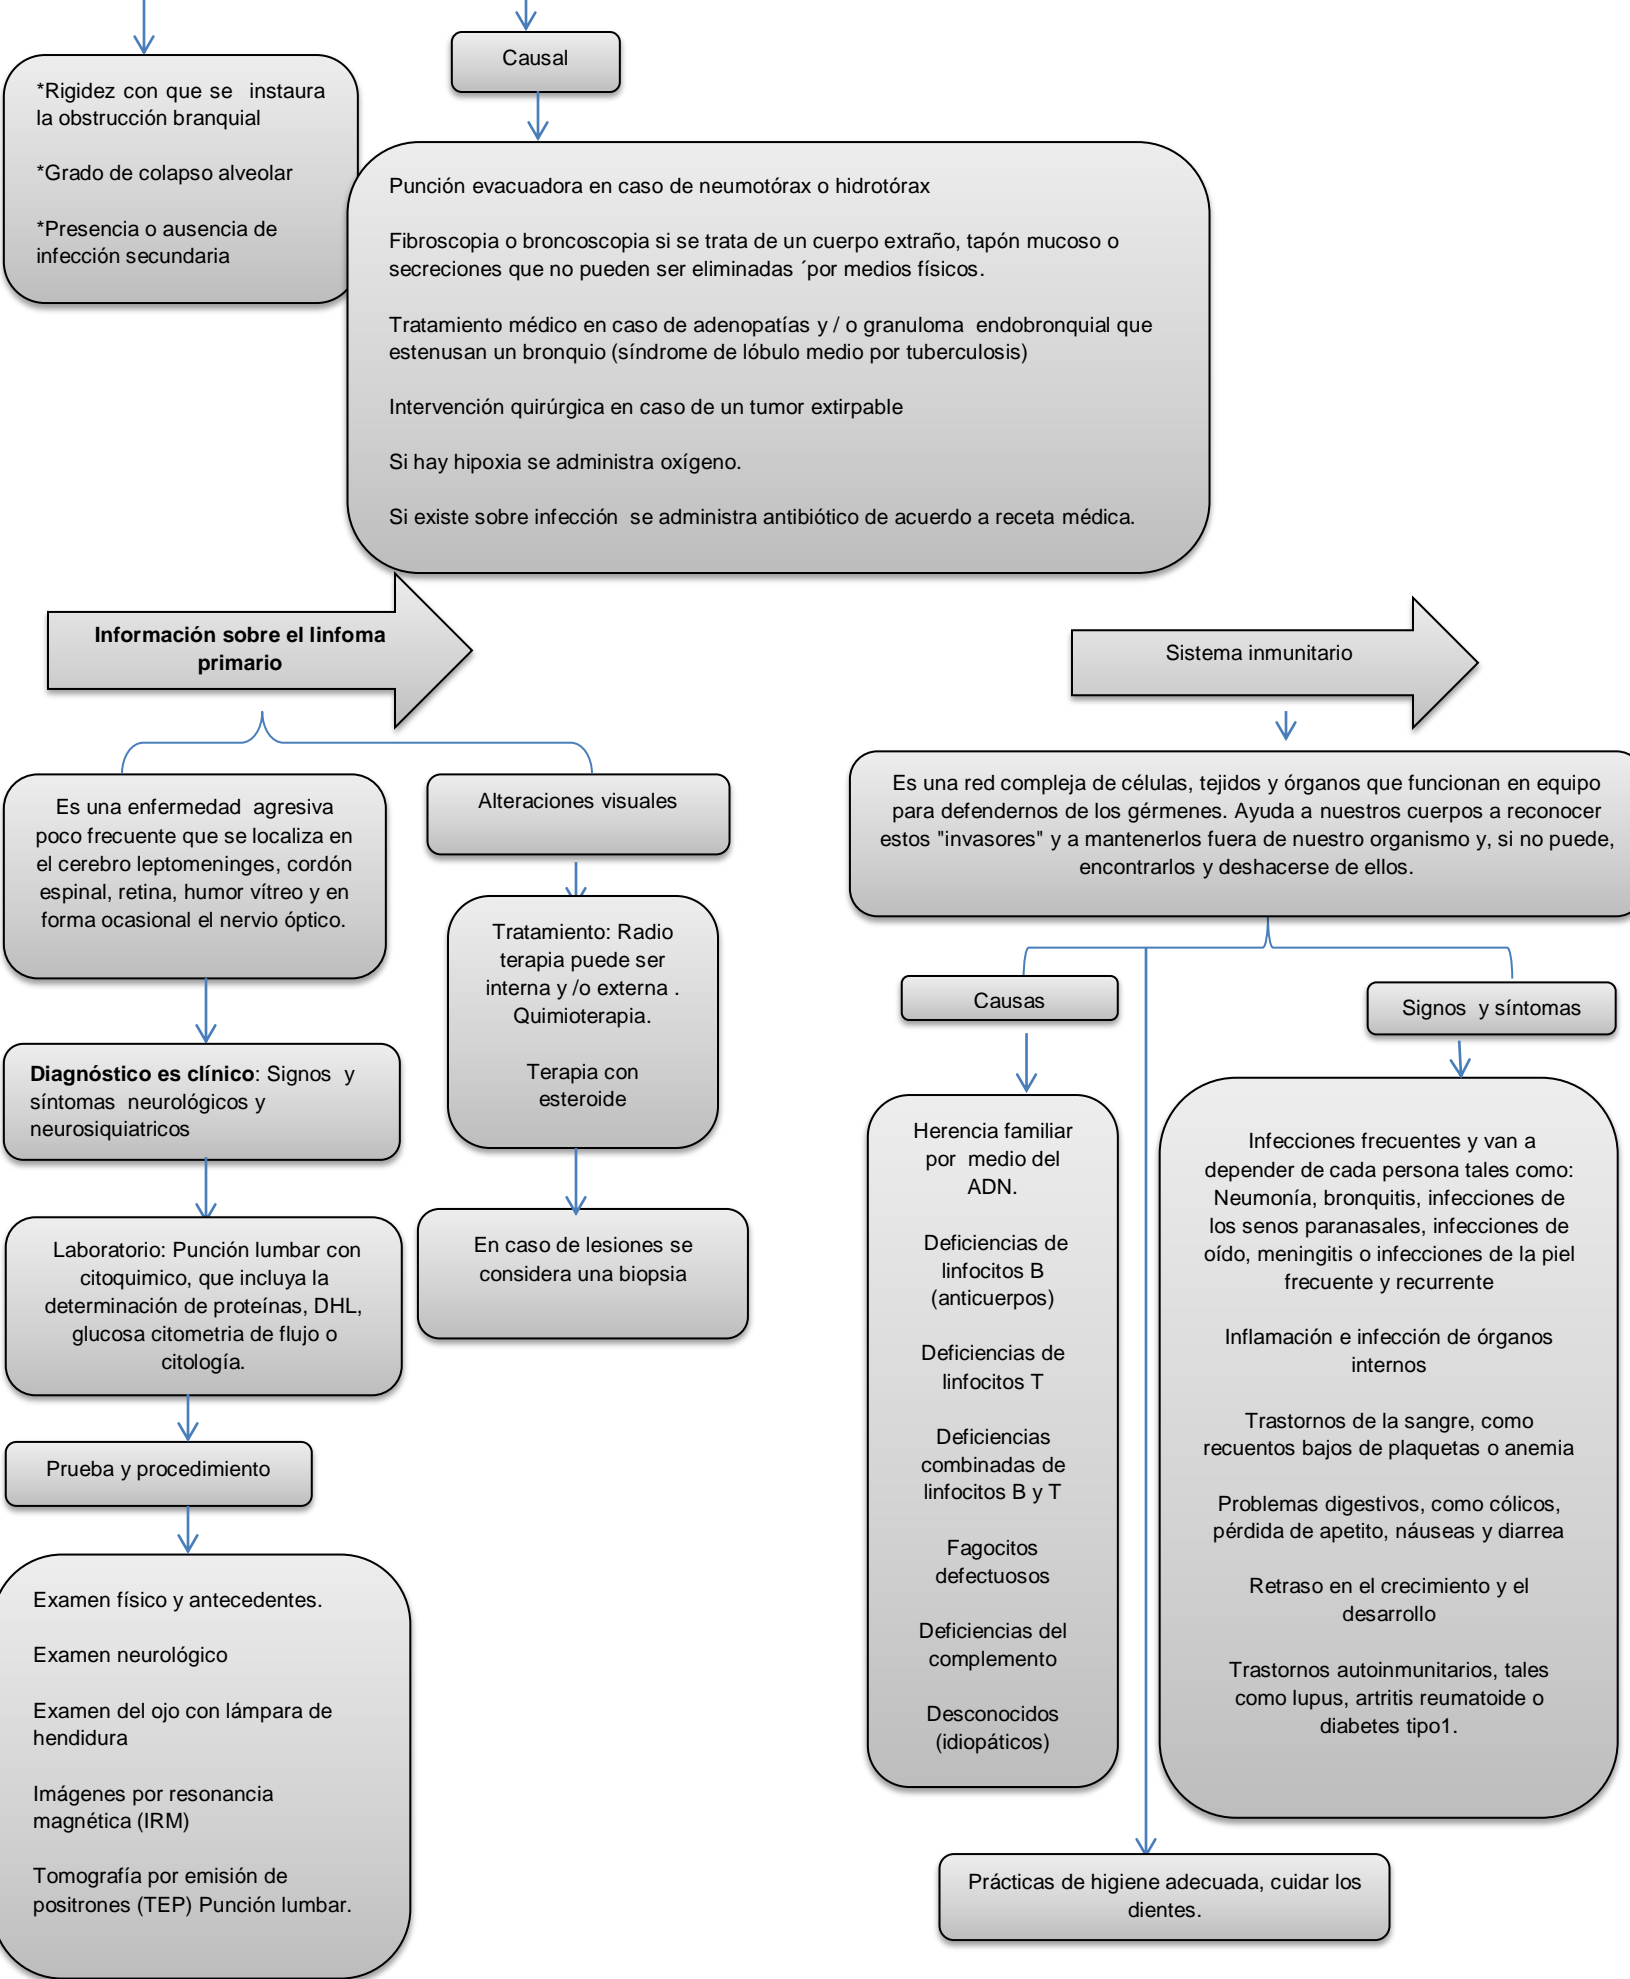 Causal
*Rigidez con que se instaura
la obstrucción branquial
*Grado de colapso alveolar
*Presencia o ausencia de
infección secundaria
Punción evacuadora en caso de neumotórax o hidrotórax
Fibroscopia o broncoscopia si se trata de un cuerpo extraño, tapón mucoso o
secreciones que no pueden ser eliminadas ´por medios físicos.
Tratamiento médico en caso de adenopatías y / o granuloma endobronquial que
estenusan un bronquio (síndrome de lóbulo medio por tuberculosis)
Intervención quirúrgica en caso de un tumor extirpable
Si hay hipoxia se administra oxígeno.
Si existe sobre infección se administra antibiótico de acuerdo a receta médica.
Información sobre el linfoma
primario
Es una enfermedad agresiva
poco frecuente que se localiza en
el cerebro leptomeninges, cordón
espinal, retina, humor vítreo y en
forma ocasional el nervio óptico.
Diagnóstico es clínico: Signos y
síntomas neurológicos y
neurosiquiatricos
Laboratorio: Punción lumbar con
citoquimico, que incluya la
determinación de proteínas, DHL,
glucosa citometria de flujo o
citología.
Prueba y procedimiento
Examen físico y antecedentes.
Examen neurológico
Examen del ojo con lámpara de
hendidura
Imágenes por resonancia
magnética (IRM)
Tomografía por emisión de
positrones (TEP) Punción lumbar.
Alteraciones visuales
Tratamiento: Radio
terapia puede ser
interna y /o externa .
Quimioterapia.
Terapia con
esteroide
En caso de lesiones se
considera una biopsia
Sistema inmunitario
Es una red compleja de células, tejidos y órganos que funcionan en equipo
para defendernos de los gérmenes. Ayuda a nuestros cuerpos a reconocer
estos "invasores" y a mantenerlos fuera de nuestro organismo y, si no puede,
encontrarlos y deshacerse de ellos.
Causas
Herencia familiar
por medio del
ADN.
Deficiencias de
linfocitos B
(anticuerpos)
Deficiencias de
linfocitos T
Deficiencias
combinadas de
linfocitos B y T
Fagocitos
defectuosos
Deficiencias del
complemento
Desconocidos
(idiopáticos)
Signos y síntomas
Infecciones frecuentes y van a
depender de cada persona tales como:
Neumonía, bronquitis, infecciones de
los senos paranasales, infecciones de
oído, meningitis o infecciones de la piel
frecuente y recurrente
Inflamación e infección de órganos
internos
Trastornos de la sangre, como
recuentos bajos de plaquetas o anemia
Problemas digestivos, como cólicos,
pérdida de apetito, náuseas y diarrea
Retraso en el crecimiento y el
desarrollo
Trastornos autoinmunitarios, tales
como lupus, artritis reumatoide o
diabetes tipo1.
Prácticas de higiene adecuada, cuidar los
dientes.